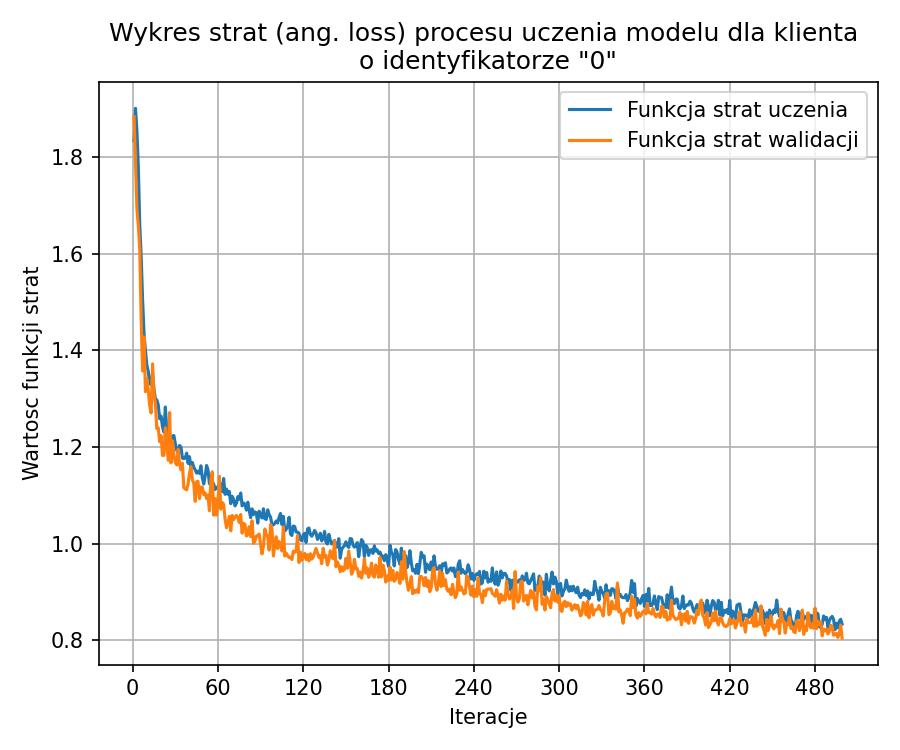 Wykres strat (ang. loss) procesu uczenia modelu dla klienta
o identyfikatorze "0"
Funkcja strat uczenia
Funkcja strat walidacji
Wartosc funkcji strat
1.8
1.6
1.4
1.2
1.0
0.8
0 60 120 180 240 300 360 420 480
Iteracje